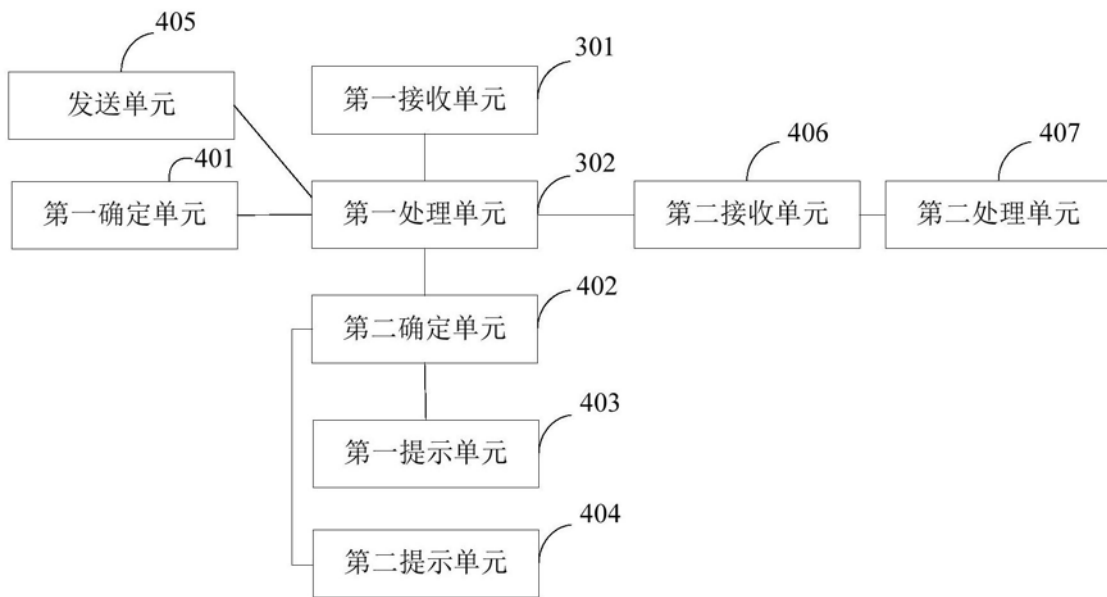 405
发送单元
301
第一接收单元
401
第一确定单元
302
第一处理单元
406
第二接收单元
407
第二处理单元
402
第二确定单元
403
第一提示单元
404
第二提示单元